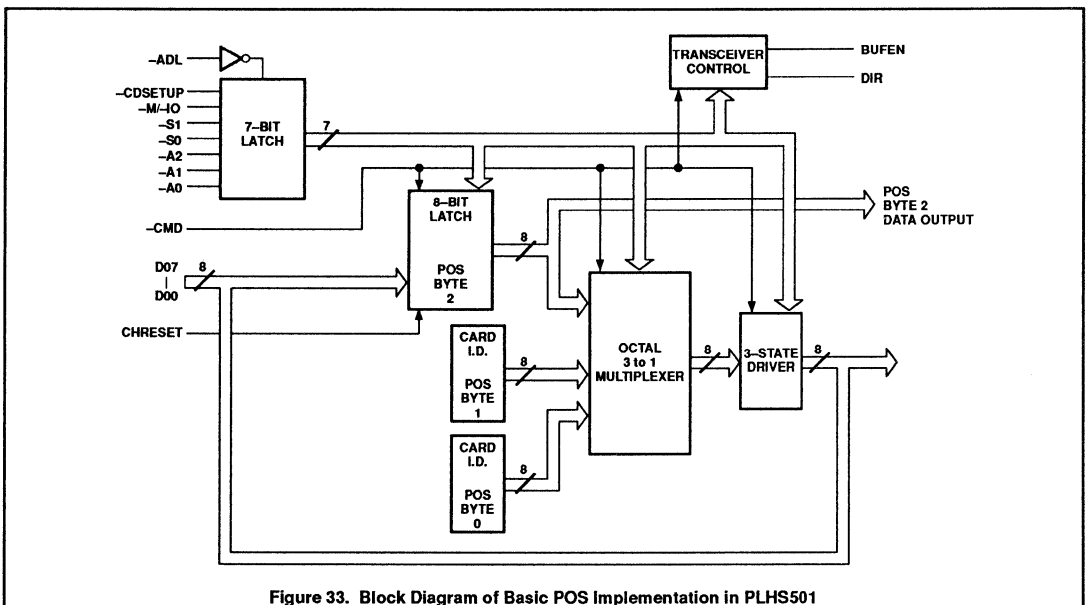 –ADL
–CDSETUP
–M/–IO
–S1
–S0
–A2
–A1
–A0
7-BIT
LATCH
7
TRANSCEIVER
CONTROL
BUFEN
DIR
–CMD
8–BIT
LATCH
POS
BYTE
2
8
POS
BYTE 2
DATA OUTPUT
D07
D00
8
CHRESET
CARD
I.D.
POS
BYTE
1
8
CARD
I.D.
POS
BYTE
0
8
OCTAL
3 to 1
MULTIPLEXER
8
3–STATE
DRIVER
8
Figure 33. Block Diagram of Basic POS Implementation in PLHS501